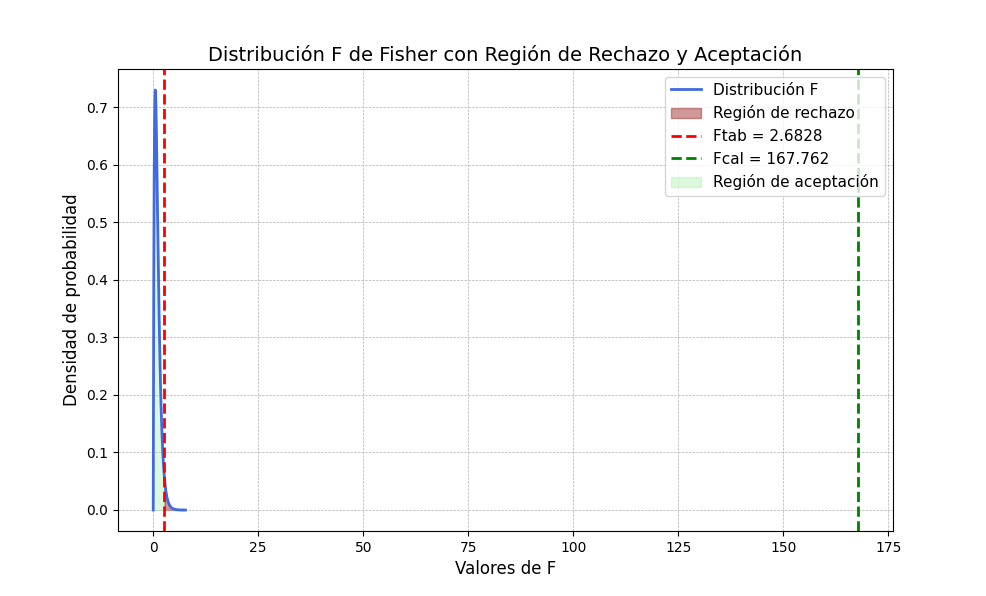 Distribución F de Fisher con Región de Rechazo y Aceptación
Distribución F
Región de rechazo
Ftab = 2.6828
Fcal = 167.762
Región de aceptación
Densidad de probabilidad
0.7
0.6
0.5
0.4
0.3
0.2
0.1
0.0
0
25
50
75
100
125
150
175
Valores de F